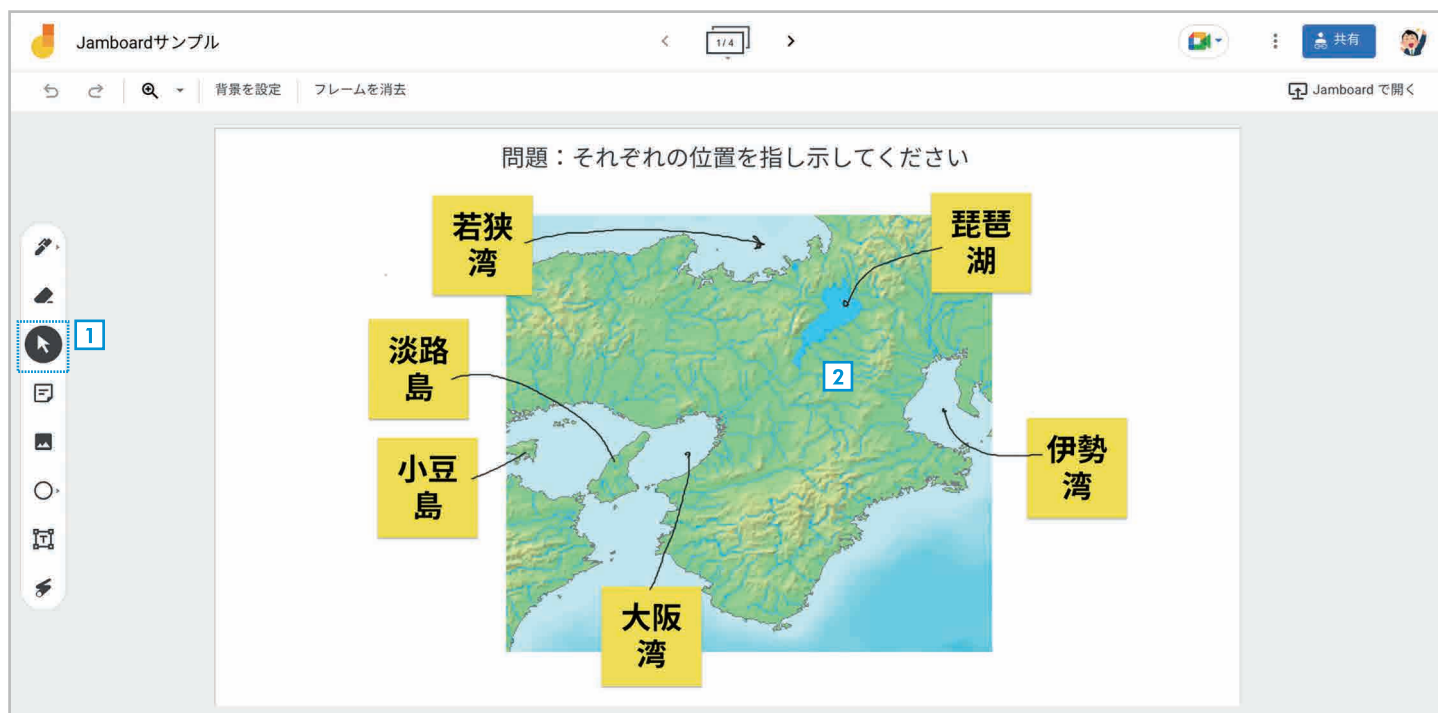 Jamboardサンプル
1/4
共有
背景を設定
フレームを消去
Jamboard で開く
問題：それぞれの位置を指し示してください
若狭
湾
琵琶
湖
1
淡路
島
2
小豆
島
伊勢
湾
大阪
湾